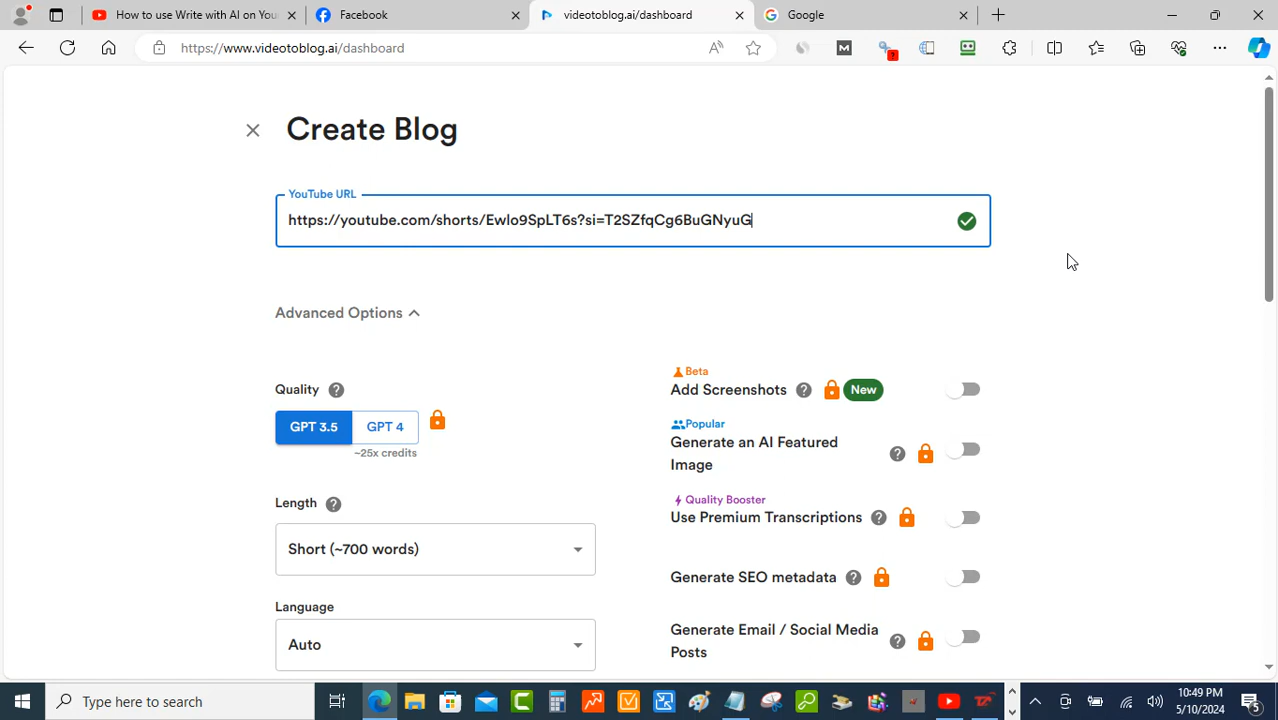 How to use Write with AI on You
Facebook
videotoblog.ai/dashboard
Google
https://www.videotoblog.ai/dashboard
Create Blog
YouTube URL
https://youtube.com/shorts/Ewlo9SpLT6s?si=T2SZfqCg6BuGNyuG
Advanced Options
Quality
GPT 3.5
GPT 4
~25x credits
Length
Short (~700 words)
Language
Auto
Beta
Add Screenshots
New
Popular
Generate an AI Featured
Image
Quality Booster
Use Premium Transcriptions
Generate SEO metadata
Generate Email / Social Media
Posts
Type here to search
10:49 PM
5/10/2024
5